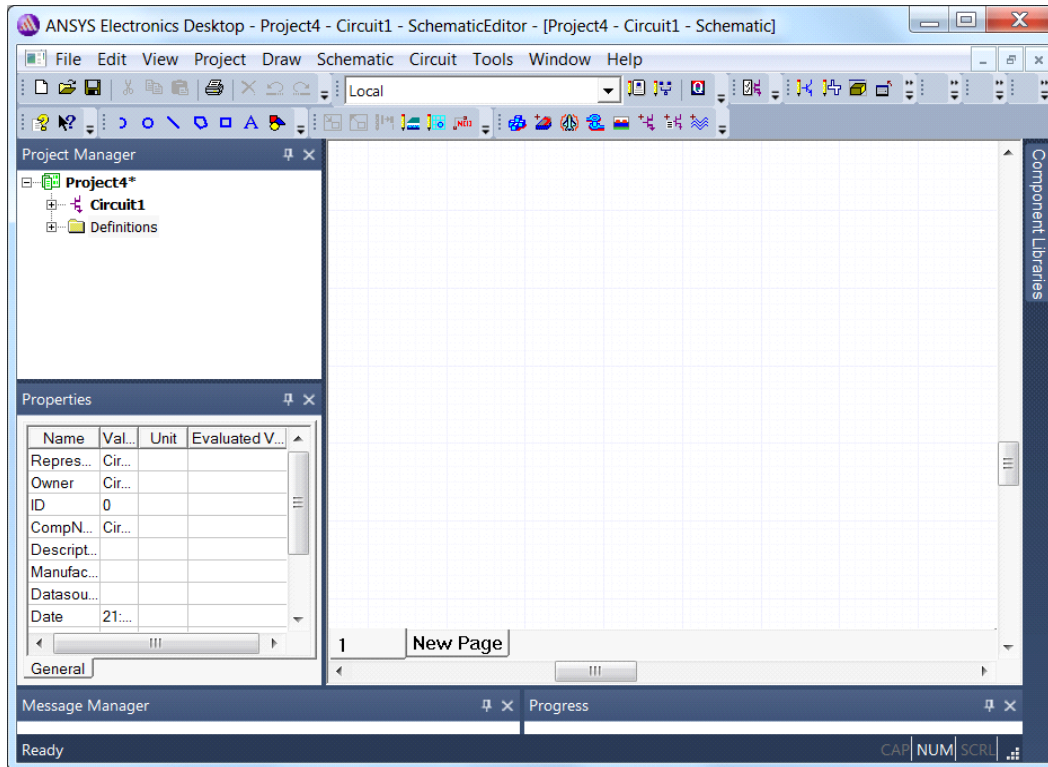 ANSYS Electronics Desktop - Project4 - Circuit1 - SchematicEditor - [Project4 - Circuit1 - Schematic]
File Edit View Project Draw Schematic Circuit Tools Window Help
Local
Project Manager
Project4*
Circuit1
Definitions
Component Libraries
Properties
Name Val... Unit Evaluated V...
Repres... Cir...
Owner Cir...
ID 0
CompN... Cir...
Descript...
Manufac...
Datasou...
Date 21:...
General
1 New Page
Message Manager
Progress
Ready
CAP NUM SCRL